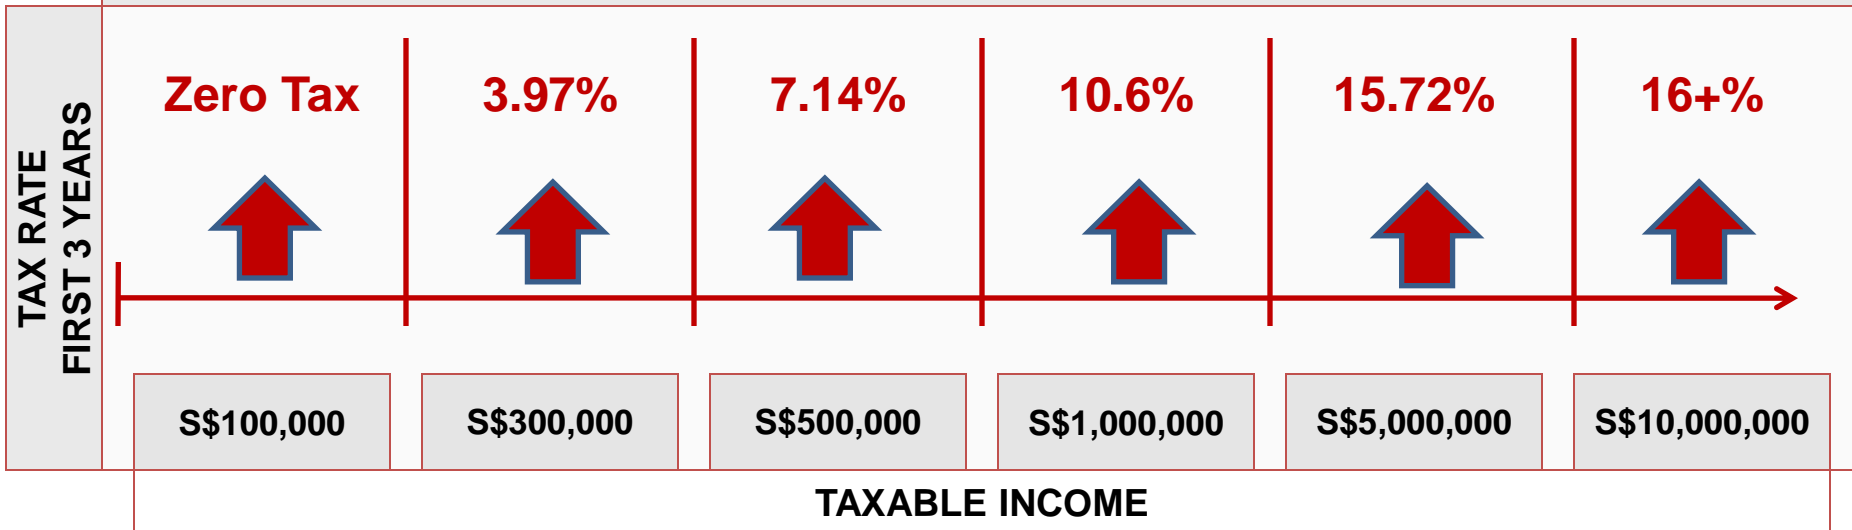 TAX RATE
FIRST 3 YEARS
Zero Tax
3.97%
7.14%
10.6%
15.72%
16+%
S$100,000
S$300,000
S$500,000
S$1,000,000
S$5,000,000
S$10,000,000
TAXABLE INCOME